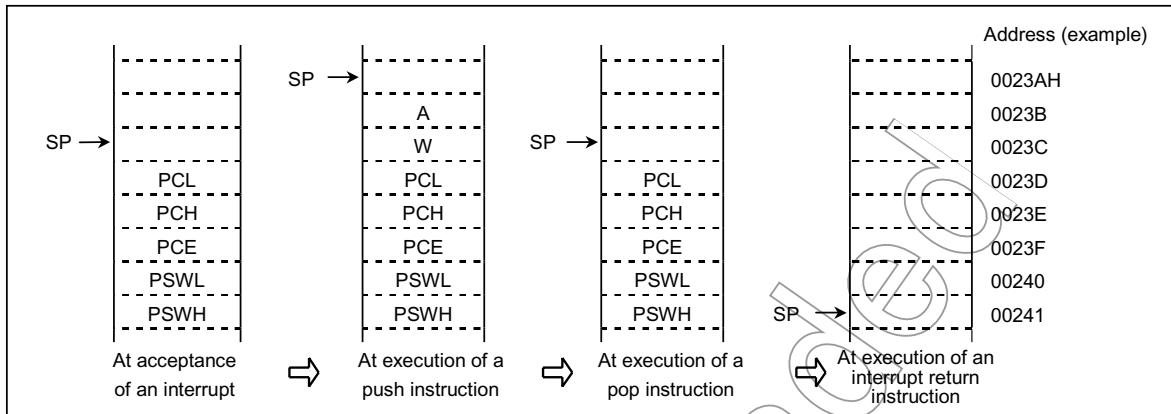 Address (example)
SP
A
W
PCL
PCH
PCE
PSWL
PSWH
At acceptance
of an interrupt
SP
PCL
PCH
PCE
PSWL
PSWH
At execution of a
push instruction
SP
PCL
PCH
PCE
PSWL
PSWH
At execution of a
pop instruction
SP
At execution of an
interrupt return
instruction
0023AH
0023B
0023C
0023D
0023E
0023F
00240
00241
ded